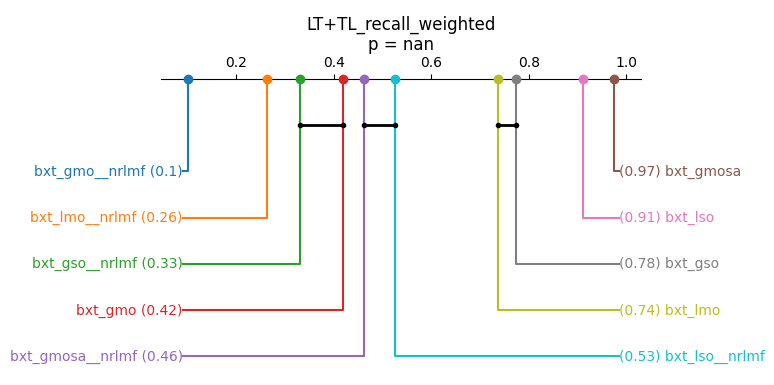 LT+TL_recall_weighted
p = nan
0.2 0.4 0.6 0.8 1.0
bxt_gmo__nrlmf (0.1) (0.97) bxt_gmosa
bxt_lmo__nrlmf (0.26) (0.91) bxt_lso
bxt_gso__nrlmf (0.33) (0.78) bxt_gso
bxt_gmo (0.42) (0.74) bxt_lmo
bxt_gmosa__nrlmf (0.46) (0.53) bxt_lso__nrlmf